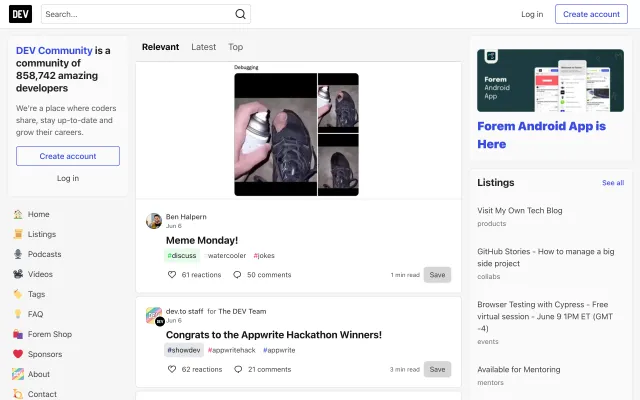 DEV
Search...
Log in
Create account
DEV Community is a
community of
858,742 amazing
developers
We're a place where coders
share, stay up-to-date and
grow their careers.
Create account
Log in
Home
Listings
Podcasts
Videos
Tags
FAQ
Forem Shop
Sponsors
About
Contact
Relevant
Latest
Top
Debugging
Ben Halpern
Jun 6
Meme Monday!
#discuss #watercooler #jokes
61 reactions
50 comments
1 min read
Save
DEV
dev.to staff for The DEV Team
Jun 6
Congrats to the Appwrite Hackathon Winners!
#showdev #appwritehack #appwrite
62 reactions
21 comments
3 min read
Save
Forem
Android
App
Forem Android App is
Here
Listings
See all
Visit My Own Tech Blog
products
GitHub Stories - How to manage a big
side project
collabs
Browser Testing with Cypress - Free
virtual session - June 9 1PM ET (GMT
-4)
events
Available for Mentoring
mentors